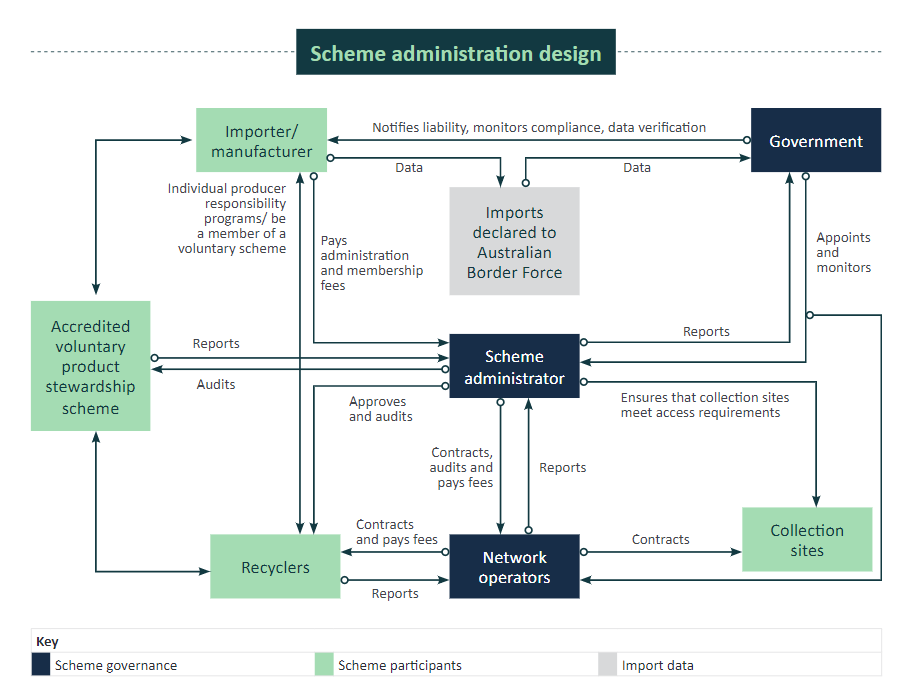 Scheme administration design
Importer/
manufacturer
Notifies liability, monitors compliance, data verification
Government
Data
Data
Individual producer
responsibility
programs/ be
a member of a
voluntary scheme
Imports
declared to
Australian
Border Force
Pays
administration
and membership
fees
Appoints
and
monitors
Accredited
voluntary
product
stewardship
scheme
Reports
Audits
Scheme
administrator
Reports
Approves
and audits
Ensures that collection sites
meet access requirements
Contracts,
audits and
pays fees
Reports
Recyclers
Contracts
and pays fees
Reports
Network
operators
Contracts
Collection
sites
Key
Scheme governance
Scheme participants
Import data